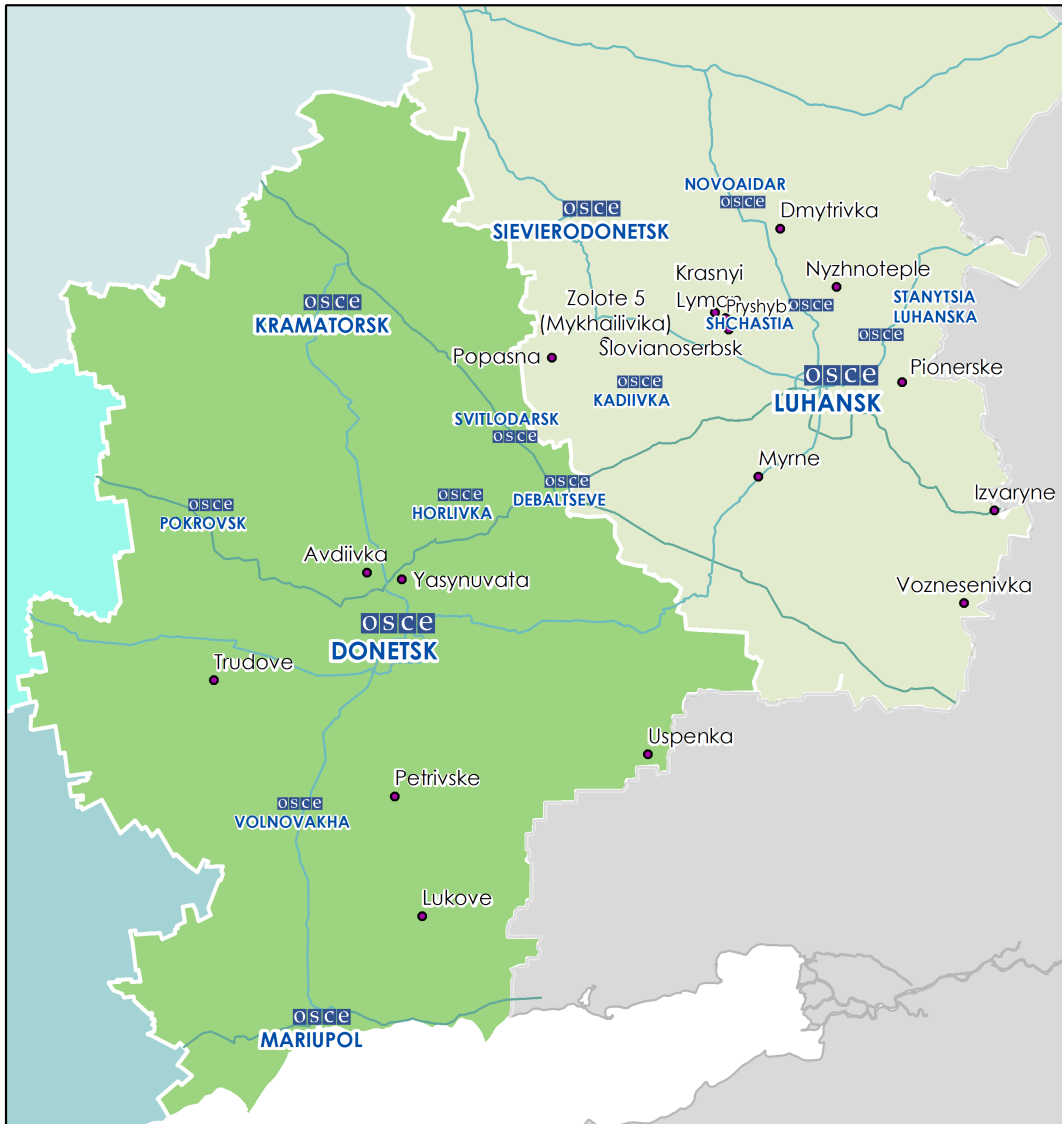 NOVOAIDAR
osce
osce
SIEVIERODONETSK
Dmytrivka
Krasnyi
Lyman
Nyzhnoteple
osce
KRAMATORSK
Zolote 5
(Mykhailivika)
Pryshyb
osce
SHCHASTIA
STANYTSIA
LUHANSKA
osce
Slovianoserbsk
Popasna
osce
KADIIVKA
osce
LUHANSK
Pionerske
SVITLODARSK
osce
Myrne
osce
DEBALTSEVE
osce
HORLIVKA
osce
POKROVSK
Izvaryne
Avdiivka
Yasynuvata
Voznesenivka
osce
DONETSK
Trudove
Uspenka
Petrivske
osce
VOLNOVAKHA
Lukove
osce
MARIUPOL